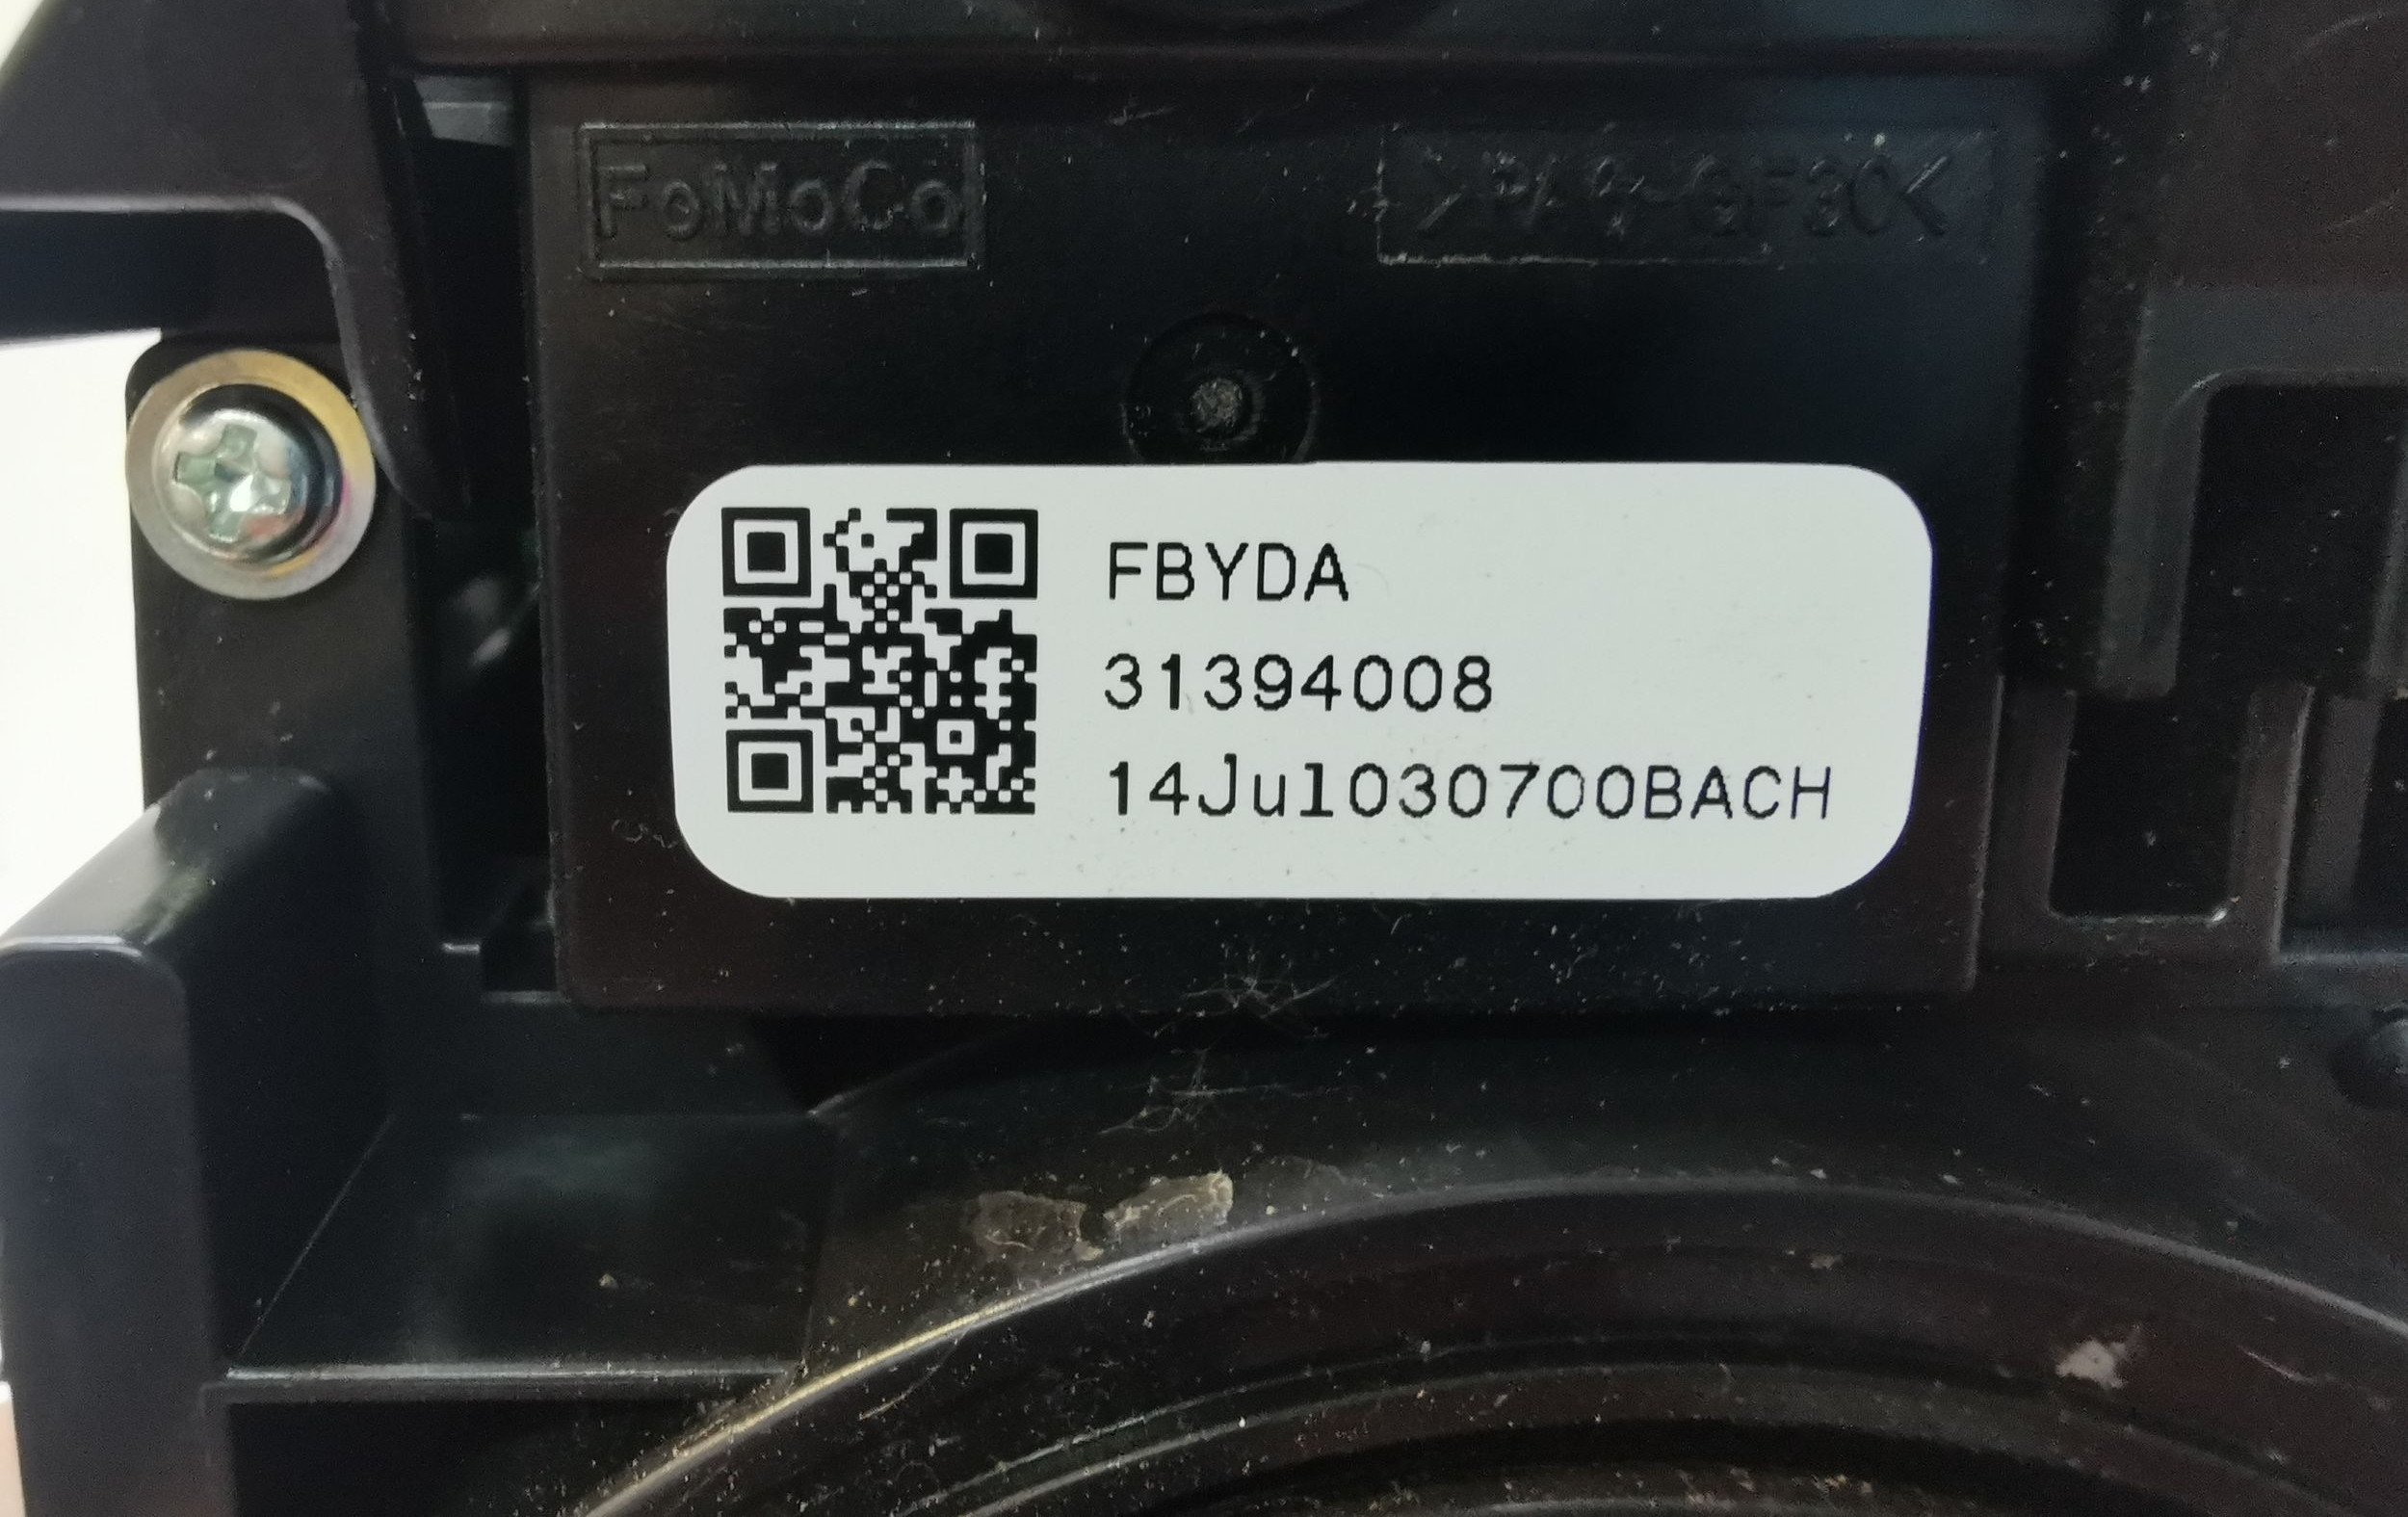 FoMoCo
>PA6-GF30<
FBYDA
31394008
14Jul030700BACH